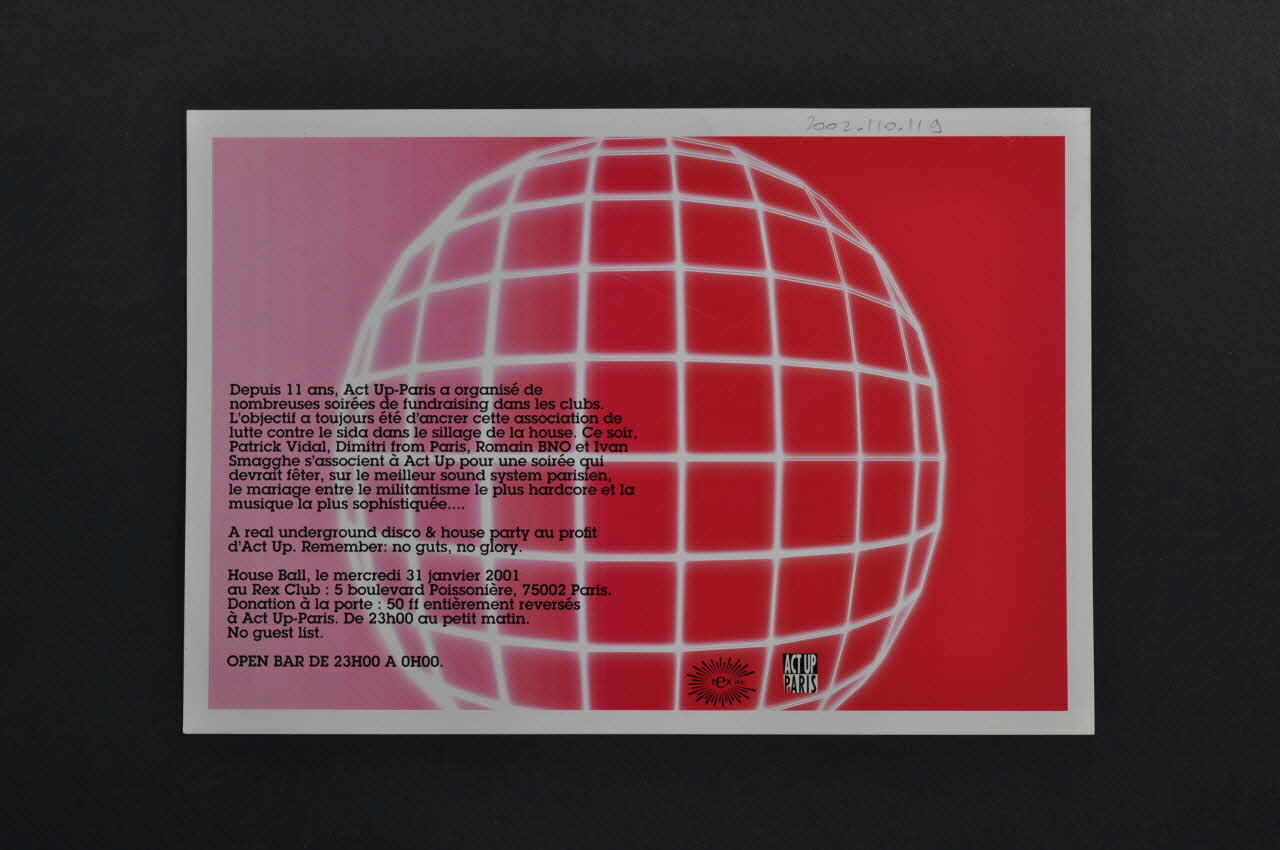 2002.110.119
Depuis 11 ans, Act Up-Paris a organisé de
nombreuses soirées de fundraising dans les clubs.
L'objectif a toujours été d'ancrer cette association de
lutte contre le sida dans le sillage de la house. Ce soir,
Patrick Vidal, Dimitri from Paris, Romain BNO et Ivan
Smagghe s'associent à Act Up pour une soirée qui
devrait fêter, sur le meilleur sound system parisien,
le mariage entre le militantisme le plus hardcore et la
musique la plus sophistiquée....
A real underground disco & house party au profit
d'Act Up. Remember: no guts, no glory.
House Ball, le mercredi 31 janvier 2001
au Rex Club : 5 boulevard Poissonière, 75002 Paris.
Donation à la porte : 50 ff entièrement reversés
à Act Up-Paris. De 23h00 au petit matin.
No guest list.
OPEN BAR DE 23H00 A 0H00.
rex
ACT UP
PARIS